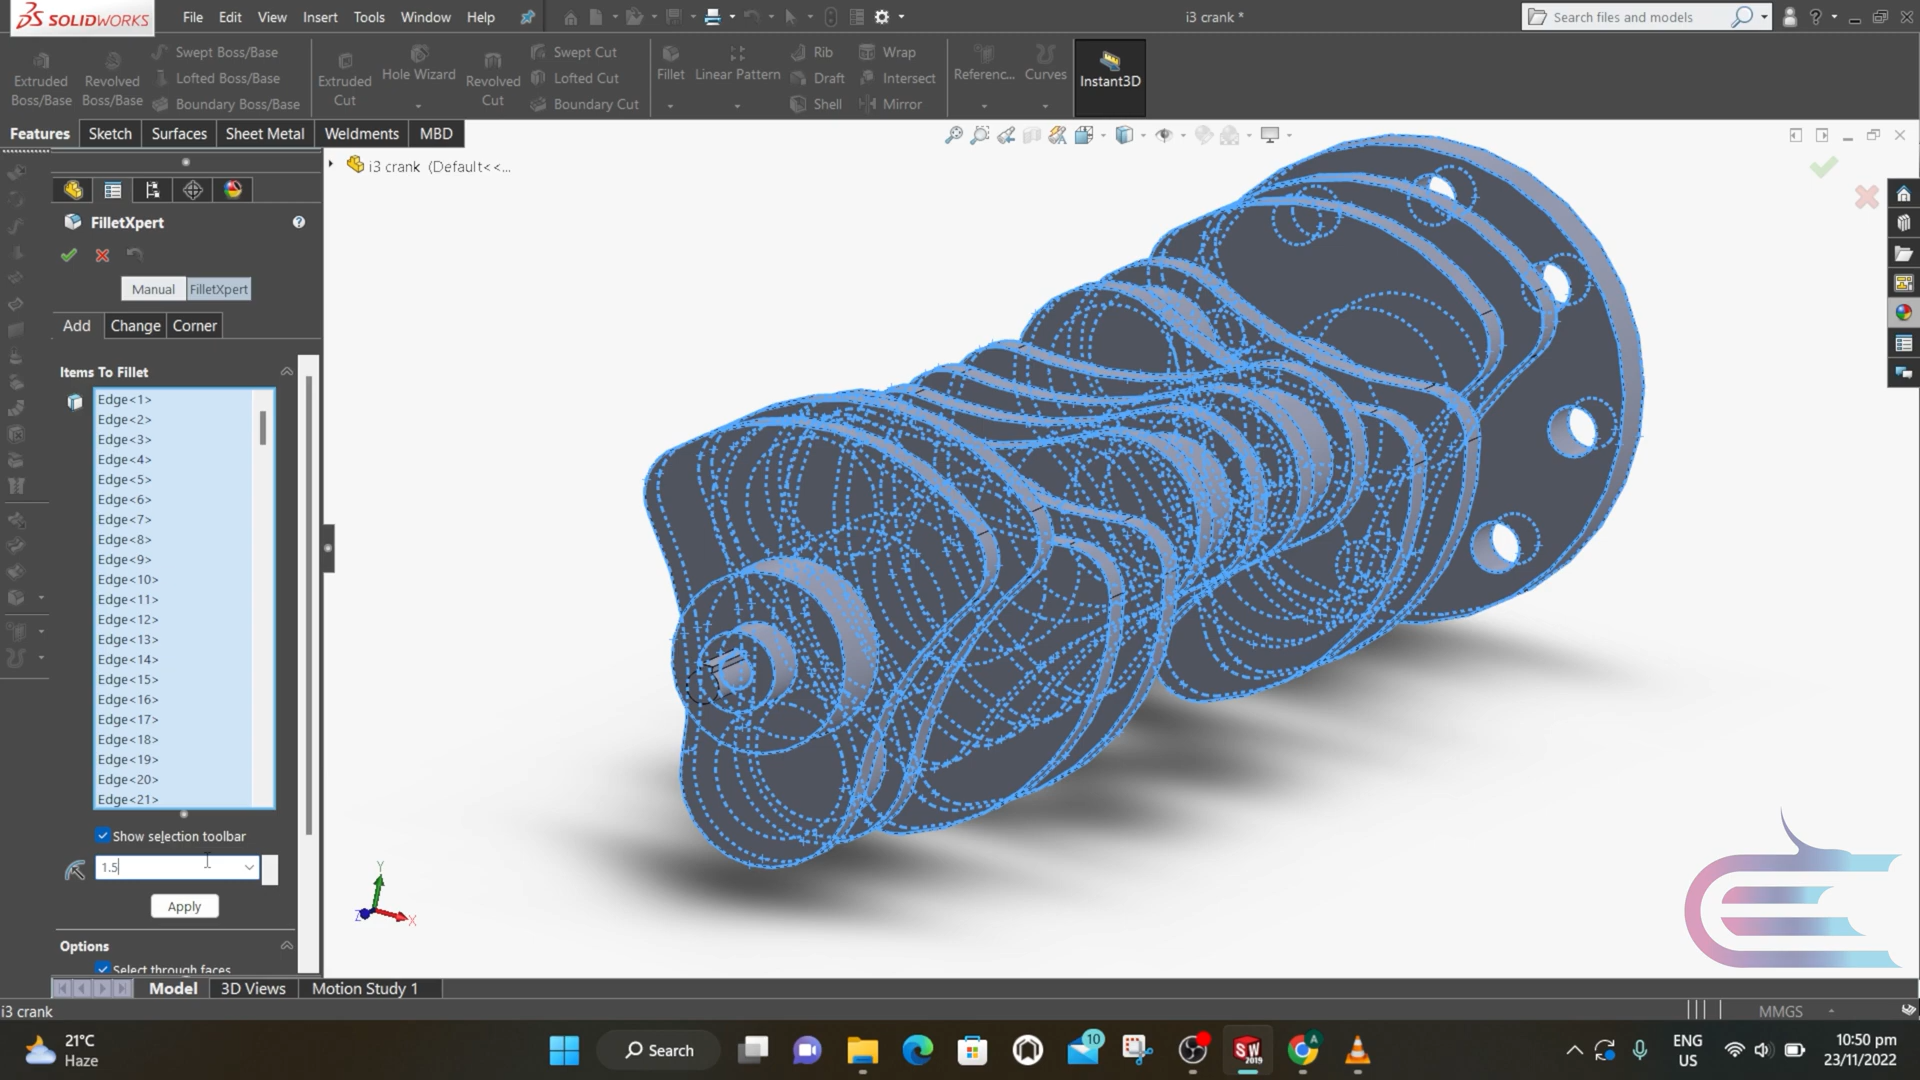 SOLIDWORKS File Edit View Insert Tools Window Help i3 crank * Search files and models
Extruded Boss/Base
Revolved Boss/Base
Swept Boss/Base
Lofted Boss/Base
Boundary Boss/Base
Extruded Cut
Hole Wizard
Revolved Cut
Swept Cut
Lofted Cut
Boundary Cut
Fillet
Linear Pattern
Rib
Draft
Shell
Wrap
Intersect
Mirror
Referenc...
Curves
Instant3D
Features Sketch Surfaces Sheet Metal Weldments MBD
i3 crank (Default<<...
FilletXpert
Manual FilletXpert
Add Change Corner
Items To Fillet
Edge<1>
Edge<2>
Edge<3>
Edge<4>
Edge<5>
Edge<6>
Edge<7>
Edge<8>
Edge<9>
Edge<10>
Edge<11>
Edge<12>
Edge<13>
Edge<14>
Edge<15>
Edge<16>
Edge<17>
Edge<18>
Edge<19>
Edge<20>
Edge<21>
Show selection toolbar
1.5
Apply
Options
Select through faces
Y
Z
X
Model 3D Views Motion Study 1
i3 crank MMGS
21°C
Haze
Search
10
SW
2019
A
ENG
US
10:50 pm
23/11/2022